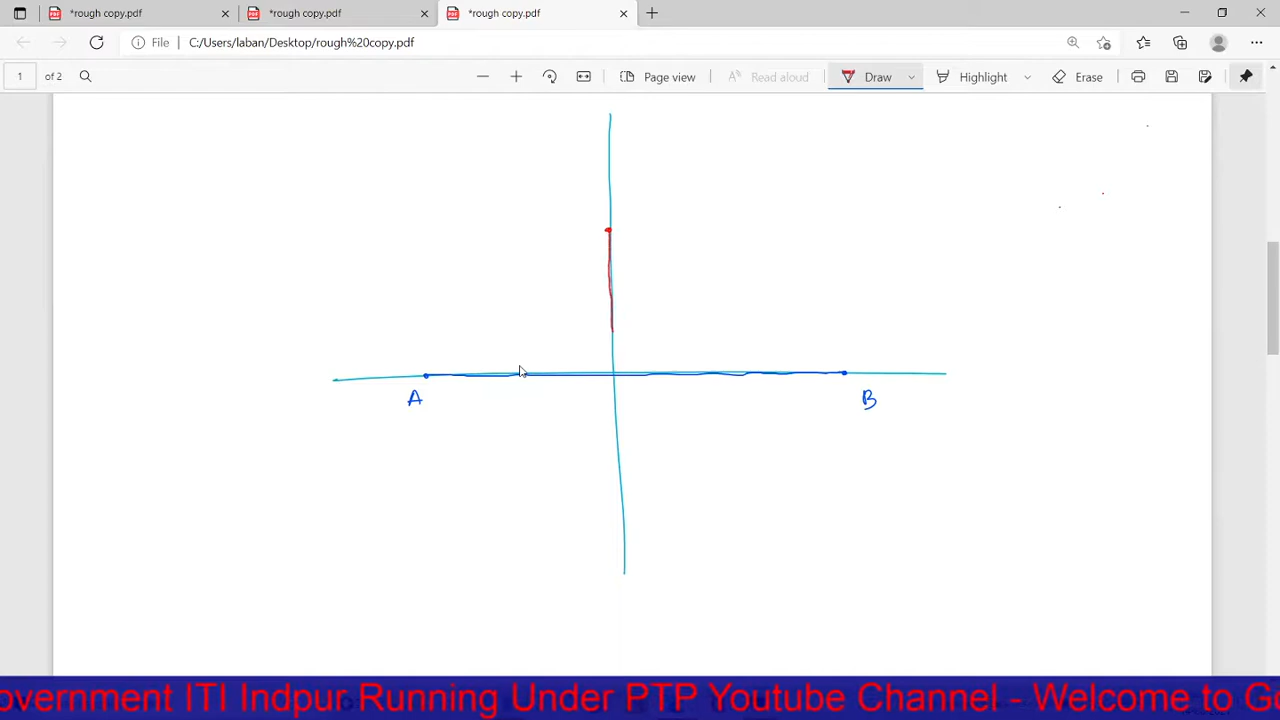 *rough copy.pdf *rough copy.pdf *rough copy.pdf
File C:/Users/laban/Desktop/rough%20copy.pdf
1 of 2 Page view Read aloud Draw Highlight Erase
A B
overnment ITI Indpur Running Under PTP Youtube Channel - Welcome to Go